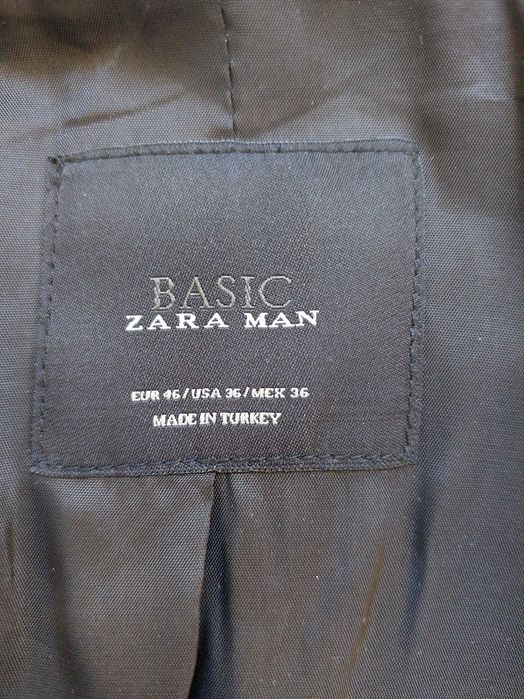 BASIC
ZARA MAN
EUR 46/USA 36/MEX 36
MADE IN TURKEY